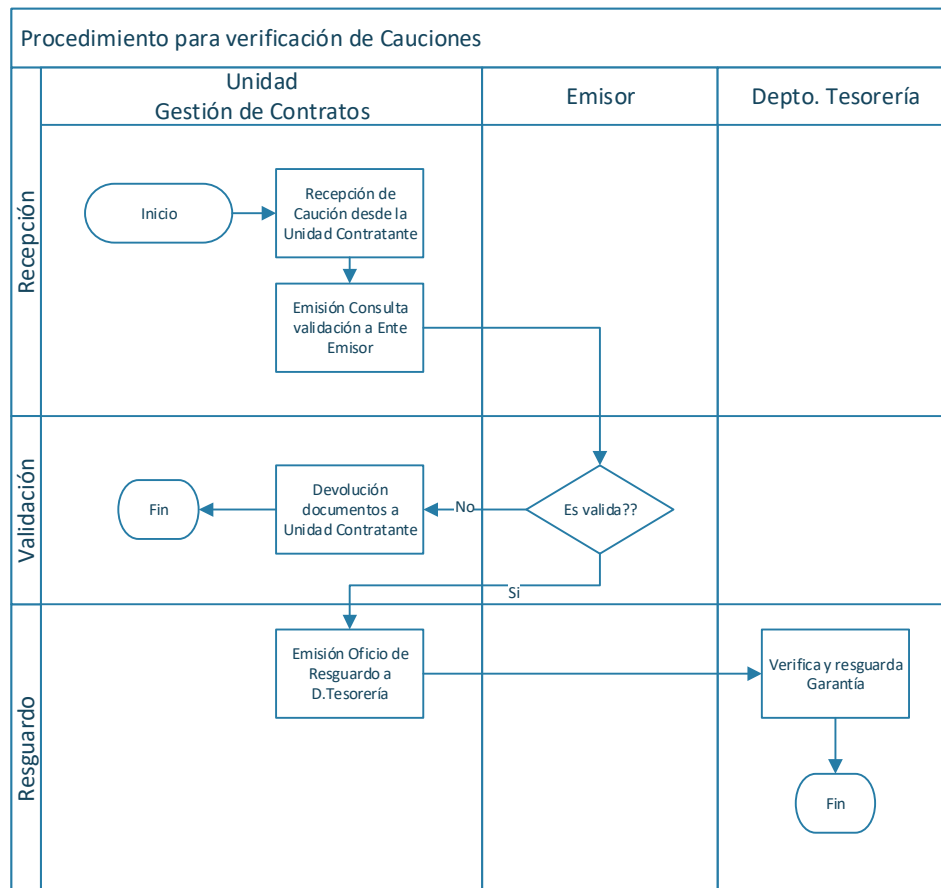 Procedimiento para verificación de Cauciones
Unidad
Gestión de Contratos
Emisor
Depto. Tesorería
Recepción
Inicio
Recepción de
Caución desde la
Unidad Contratante
Emisión Consulta
validación a Ente
Emisor
Validación
Fin
Devolución
documentos a
Unidad Contratante
No
Es valida??
Si
Resguardo
Emisión Oficio de
Resguardo a
D.Tesorería
Verifica y resguarda
Garantía
Fin